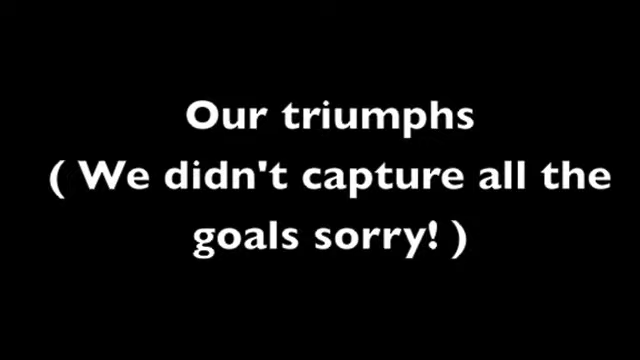 Our triumphs
( We didn't capture all the
goals sorry! )